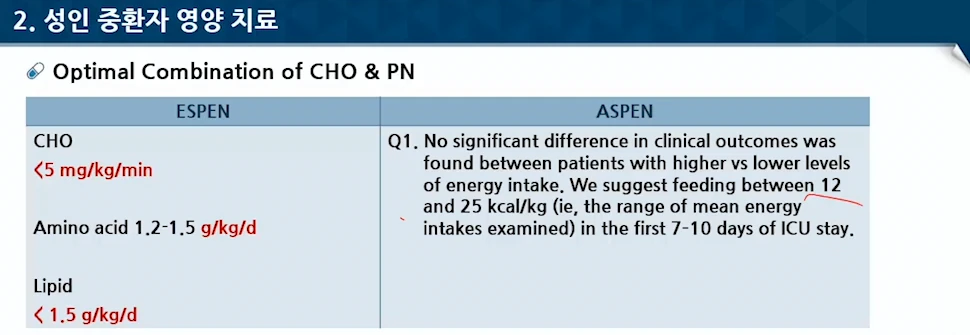 2. 성인 중환자 영양 치료
Optimal Combination of CHO & PN
ESPEN
ASPEN
CHO
<5 mg/kg/min
Amino acid 1.2-1.5 g/kg/d
Lipid
< 1.5 g/kg/d
Q1. No significant difference in clinical outcomes was
found between patients with higher vs lower levels
of energy intake. We suggest feeding between 12
and 25 kcal/kg (ie, the range of mean energy
intakes examined) in the first 7-10 days of ICU stay.